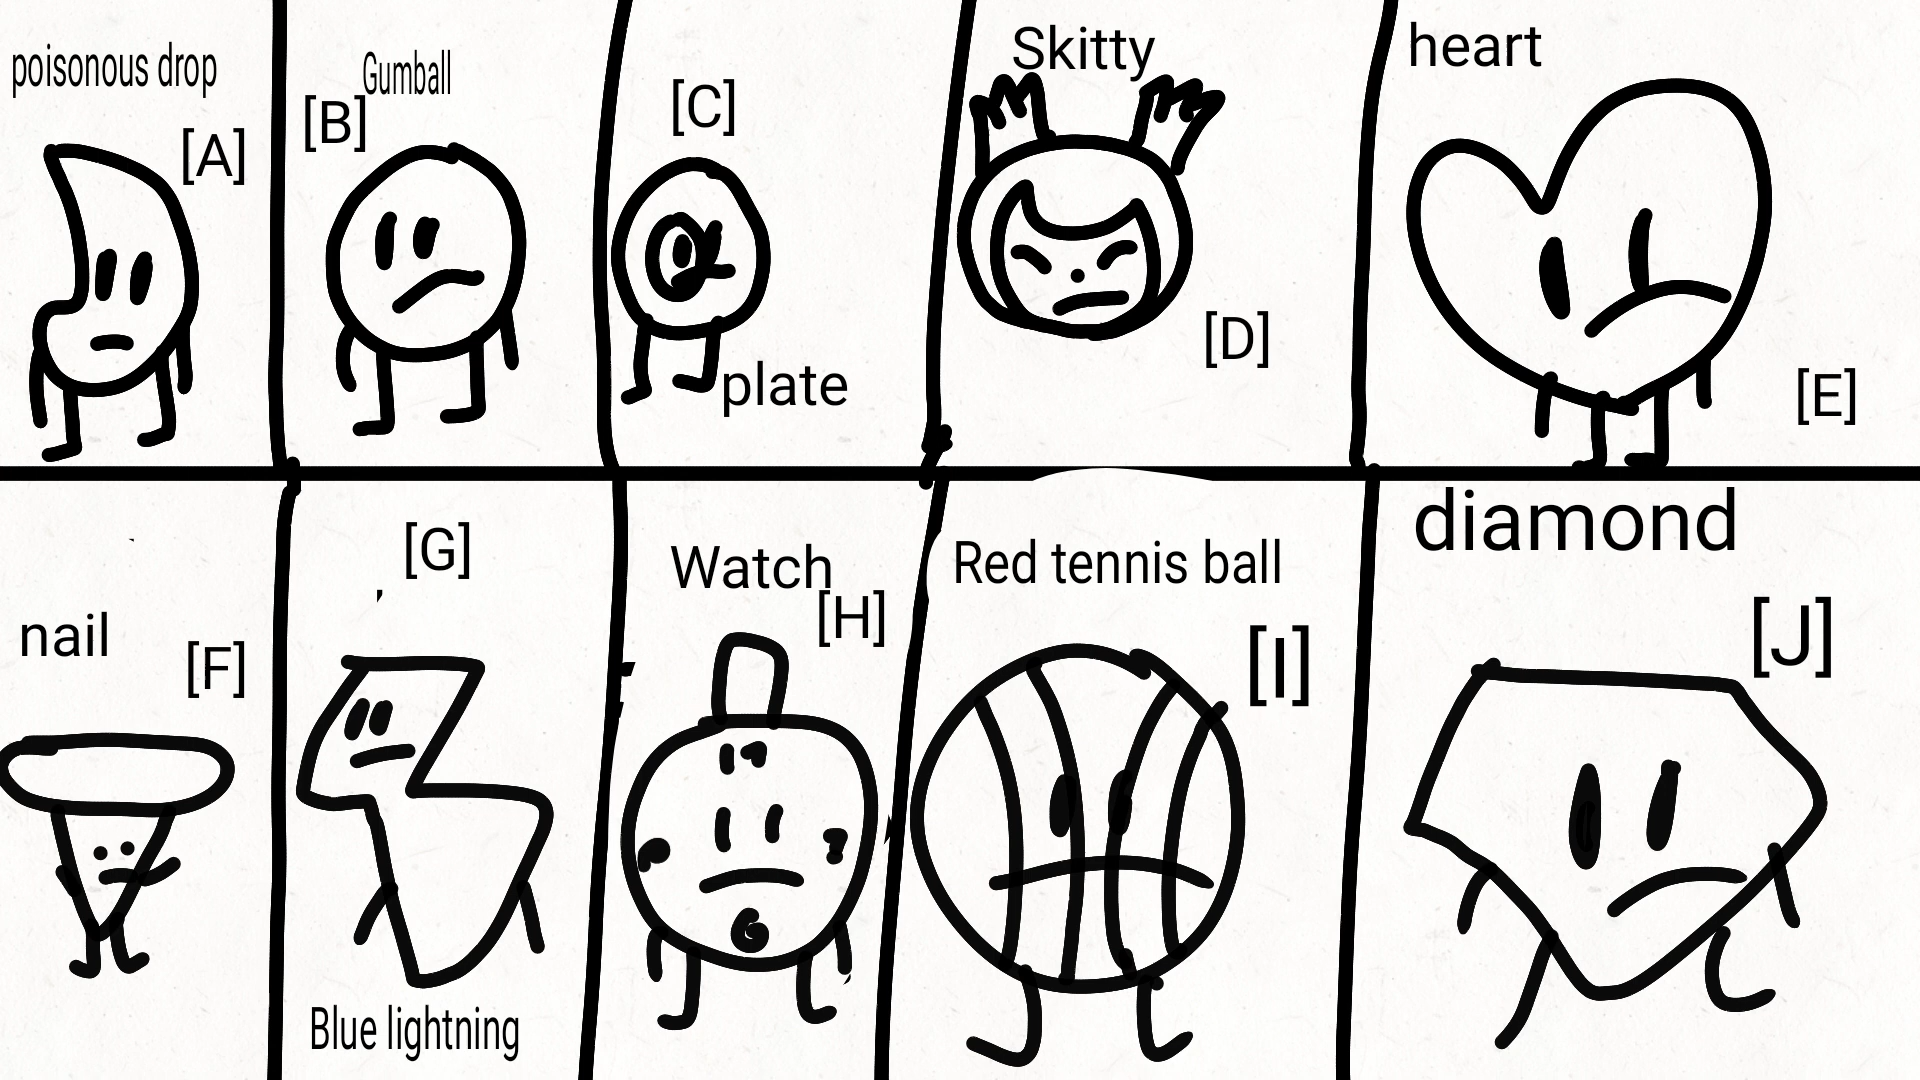 poisonous drop
[A]
Gumball
[B]
[C]
plate
Skitty
[D]
heart
[E]
nail
[F]
[G]
Blue lightning
Watch
[H]
Red tennis ball
[I]
diamond
[J]